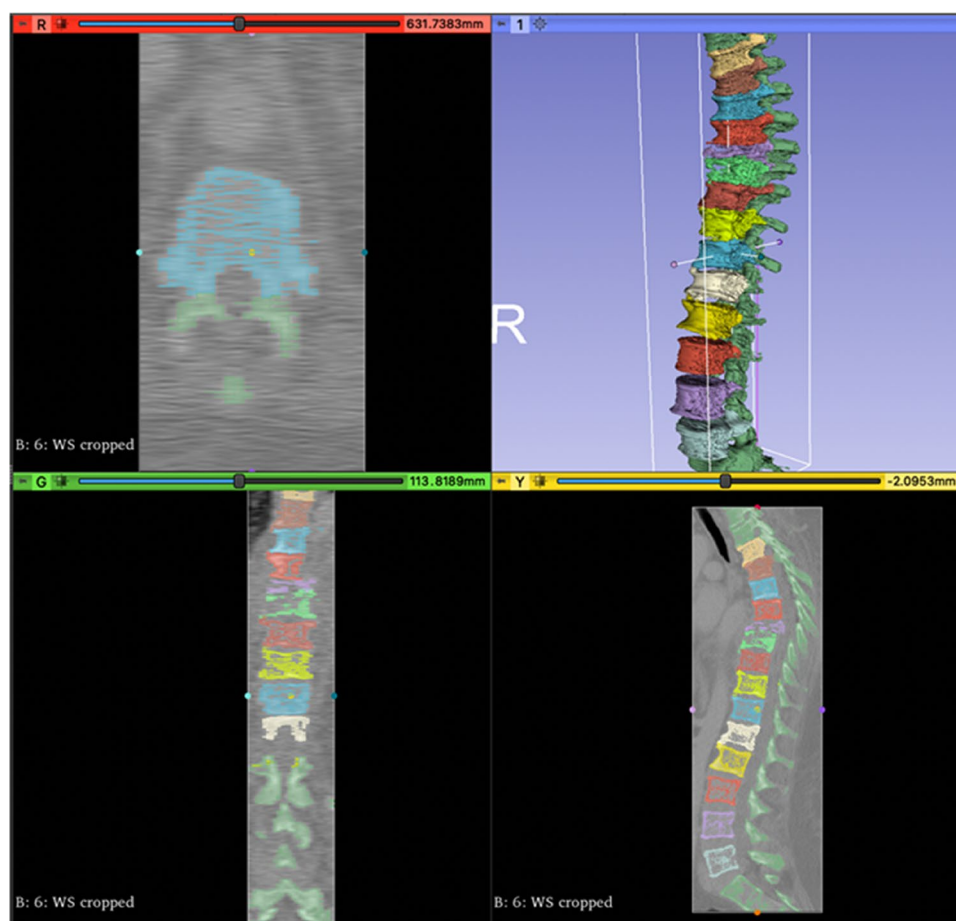 R 631.7383mm
1
R
B: 6: WS cropped
G 113.8189mm
Y -2.0953mm
B: 6: WS cropped
B: 6: WS cropped